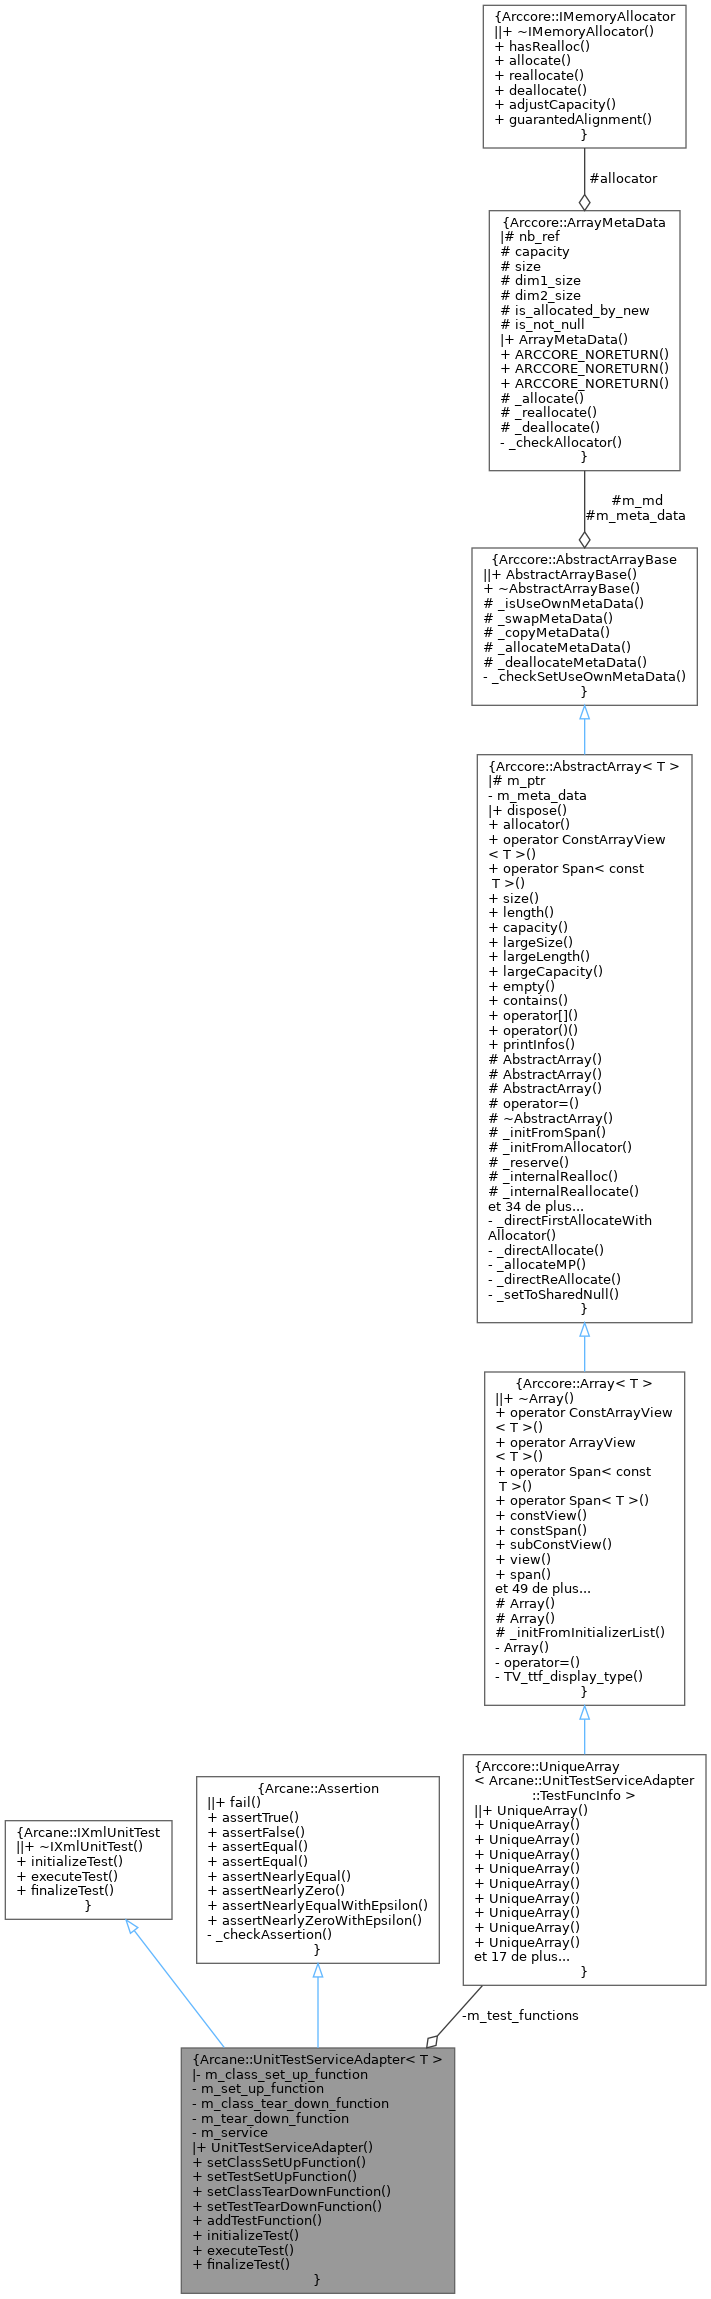 {Arccore::IMemoryAllocator
||+ ~IMemoryAllocator()
+ hasRealloc()
+ allocate()
+ reallocate()
+ deallocate()
+ adjustCapacity()
+ guarantedAlignment()
}
#allocator
{Arccore::ArrayMetaData
|# nb_ref
# capacity
# size
# dim1_size
# dim2_size
# is_allocated_by_new
# is_not_null
|+ ArrayMetaData()
+ ARCCORE_NORETURN()
+ ARCCORE_NORETURN()
+ ARCCORE_NORETURN()
# _allocate()
# _reallocate()
# _deallocate()
- _checkAllocator()
}
#m_md
#m_meta_data
{Arccore::AbstractArrayBase
||+ AbstractArrayBase()
+ ~AbstractArrayBase()
# _isUseOwnMetaData()
# _swapMetaData()
# _copyMetaData()
# _allocateMetaData()
# _deallocateMetaData()
- _checkSetUseOwnMetaData()
}
{Arccore::AbstractArray< T >
|# m_ptr
- m_meta_data
|+ dispose()
+ allocator()
+ operator ConstArrayView
< T >()
+ operator Span< const
T >()
+ size()
+ length()
+ capacity()
+ largeSize()
+ largeLength()
+ largeCapacity()
+ empty()
+ contains()
+ operator[]()
+ operator()()
+ printInfos()
# AbstractArray()
# AbstractArray()
# AbstractArray()
# operator=()
# ~AbstractArray()
# _initFromSpan()
# _initFromAllocator()
# _reserve()
# _internalRealloc()
# _internalReallocate()
et 34 de plus...
- _directFirstAllocateWith
Allocator()
- _directAllocate()
- _allocateMP()
- _directReAllocate()
- _setToSharedNull()
}
{Arccore::Array< T >
||+ ~Array()
+ operator ConstArrayView
< T >()
+ operator ArrayView
< T >()
+ operator Span< const
T >()
+ operator Span< T >()
+ constView()
+ constSpan()
+ subConstView()
+ view()
+ span()
et 49 de plus...
# Array()
# Array()
# _initFromInitializerList()
- Array()
- operator=()
- TV_ttf_display_type()
}
{Arccore::UniqueArray
< Arcane::UnitTestServiceAdapter
::TestFuncInfo >
||+ UniqueArray()
+ UniqueArray()
+ UniqueArray()
+ UniqueArray()
+ UniqueArray()
+ UniqueArray()
+ UniqueArray()
+ UniqueArray()
+ UniqueArray()
+ UniqueArray()
et 17 de plus...
}
{Arcane::Assertion
||+ fail()
+ assertTrue()
+ assertFalse()
+ assertEqual()
+ assertEqual()
+ assertNearlyEqual()
+ assertNearlyZero()
+ assertNearlyEqualWithEpsilon()
+ assertNearlyZeroWithEpsilon()
- _checkAssertion()
}
{Arcane::IXmlUnitTest
||+ ~IXmlUnitTest()
+ initializeTest()
+ executeTest()
+ finalizeTest()
}
-m_test_functions
{Arcane::UnitTestServiceAdapter< T >
|- m_class_set_up_function
- m_set_up_function
- m_class_tear_down_function
- m_tear_down_function
- m_service
|+ UnitTestServiceAdapter()
+ setClassSetUpFunction()
+ setTestSetUpFunction()
+ setClassTearDownFunction()
+ setTestTearDownFunction()
+ addTestFunction()
+ initializeTest()
+ executeTest()
+ finalizeTest()
}